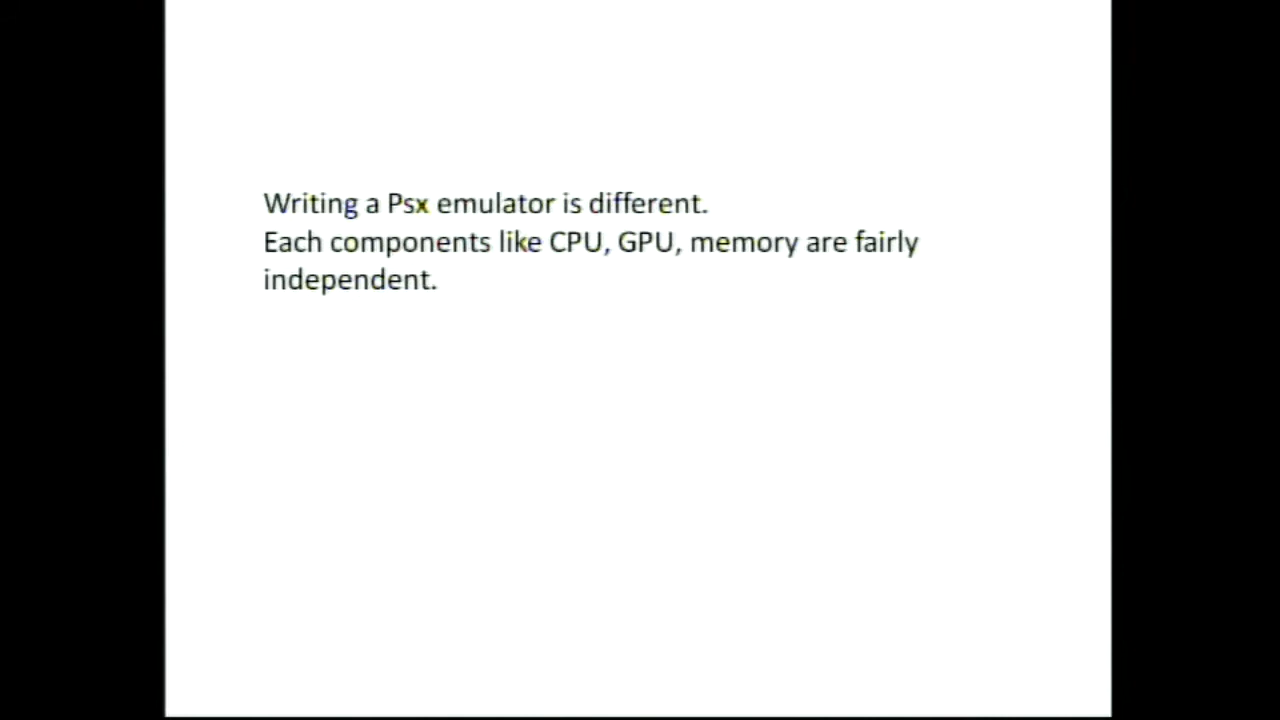 Writing a Psx emulator is different.
Each components like CPU, GPU, memory are fairly
independent.